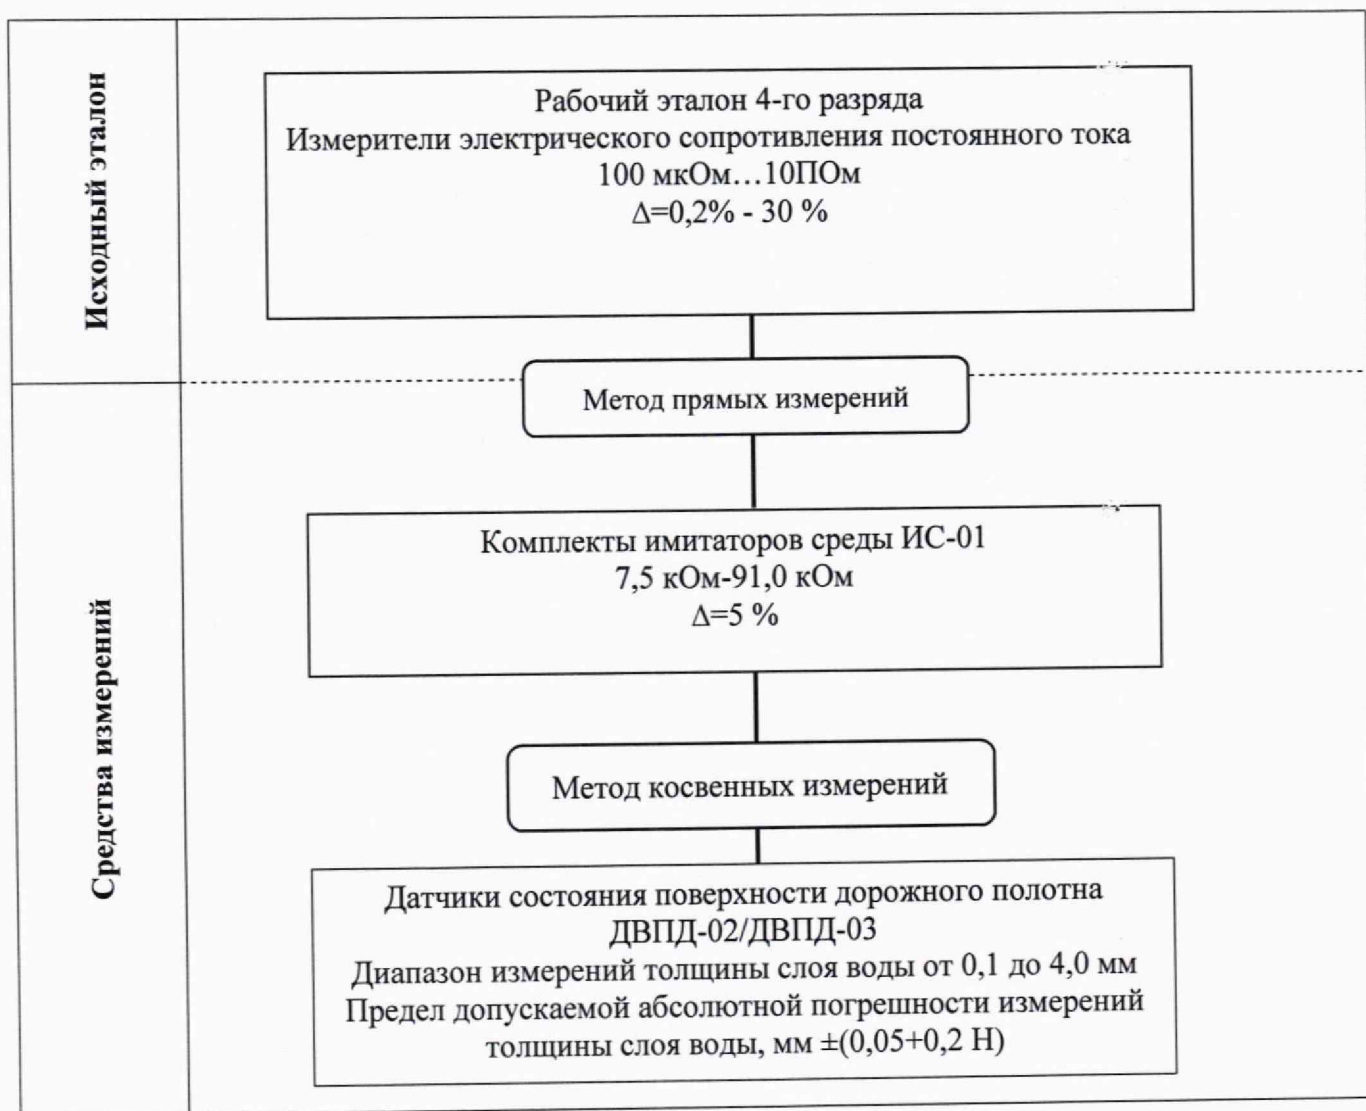 Исходный эталон
Рабочий эталон 4-го разряда
Измерители электрического сопротивления постоянного тока
100 мкОм…10ПОм
Δ=0,2% - 30 %
Метод прямых измерений
Средства измерений
Комплекты имитаторов среды ИС-01
7,5 кОм-91,0 кОм
Δ=5 %
Метод косвенных измерений
Датчики состояния поверхности дорожного полотна
ДВПД-02/ДВПД-03
Диапазон измерений толщины слоя воды от 0,1 до 4,0 мм
Предел допускаемой абсолютной погрешности измерений
толщины слоя воды, мм ±(0,05+0,2 Н)